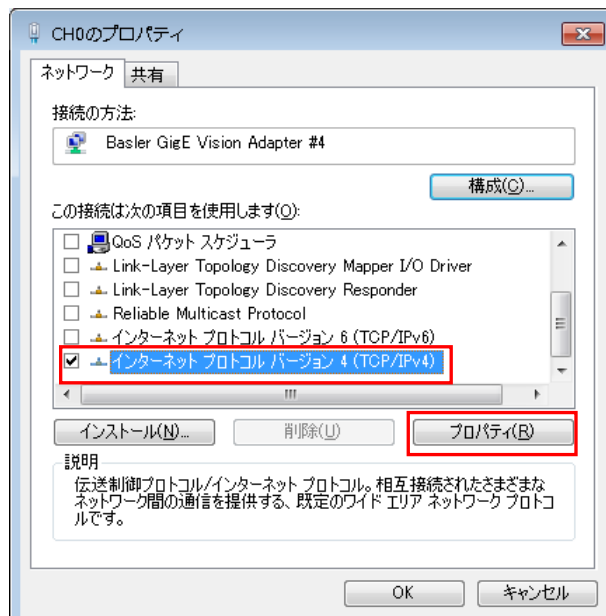 CH0のプロパティ
ネットワーク 共有
接続の方法:
Basler GigE Vision Adapter #4
構成(C)...
この接続は次の項目を使用します(O):
QoS パケット スケジューラ
Link-Layer Topology Discovery Mapper I/O Driver
Link-Layer Topology Discovery Responder
Reliable Multicast Protocol
インターネット プロトコル バージョン 6 (TCP/IPv6)
インターネット プロトコル バージョン 4 (TCP/IPv4)
インストール(N)... 削除(U) プロパティ(R)
説明
伝送制御プロトコル/インターネット プロトコル。相互接続されたさまざまな
ネットワーク間の通信を提供する、既定のワイド エリア ネットワーク プロトコ
ルです。
OK キャンセル